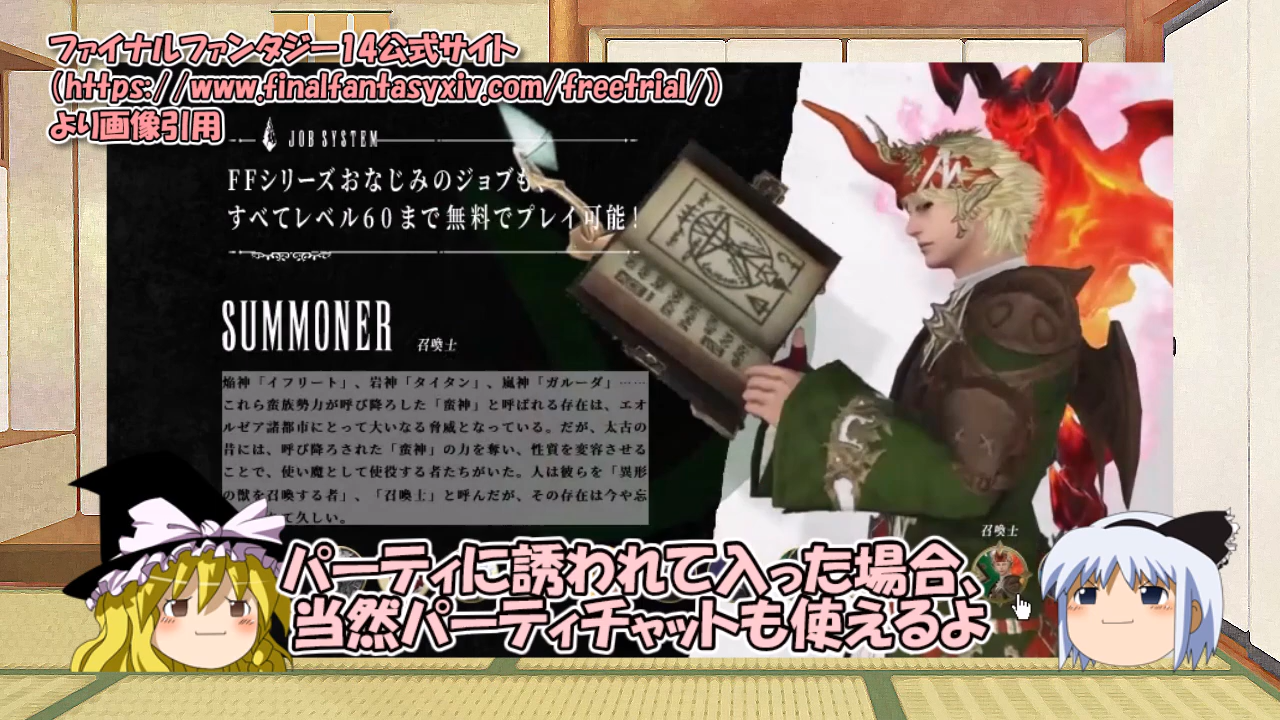 ファイナルファンタジー14公式サイト
(https://www.finalfantasyxiv.com/freetrial/)
より画像引用
JOB SYSTEM
FFシリーズおなじみのジョブも、
すべてレベル60まで無料でプレイ可能！
SUMMONER 召喚士
焔神「イフリート」、岩神「タイタン」、嵐神「ガルーダ」……
これら蛮族勢力が呼び降ろした「蛮神」と呼ばれる存在は、エオ
ルゼア諸都市にとって大いなる脅威となっている。だが、太古の
昔には、呼び降ろされた「蛮神」の力を奪い、性質を変容させる
ことで、使い魔として使役する者たちがいた。人は彼らを「異形
の獣を召喚する者」、「召喚士」と呼んだが、その存在は今や忘
て久しい。
召喚士
パーティに誘われて入った場合、
当然パーティチャットも使えるよ